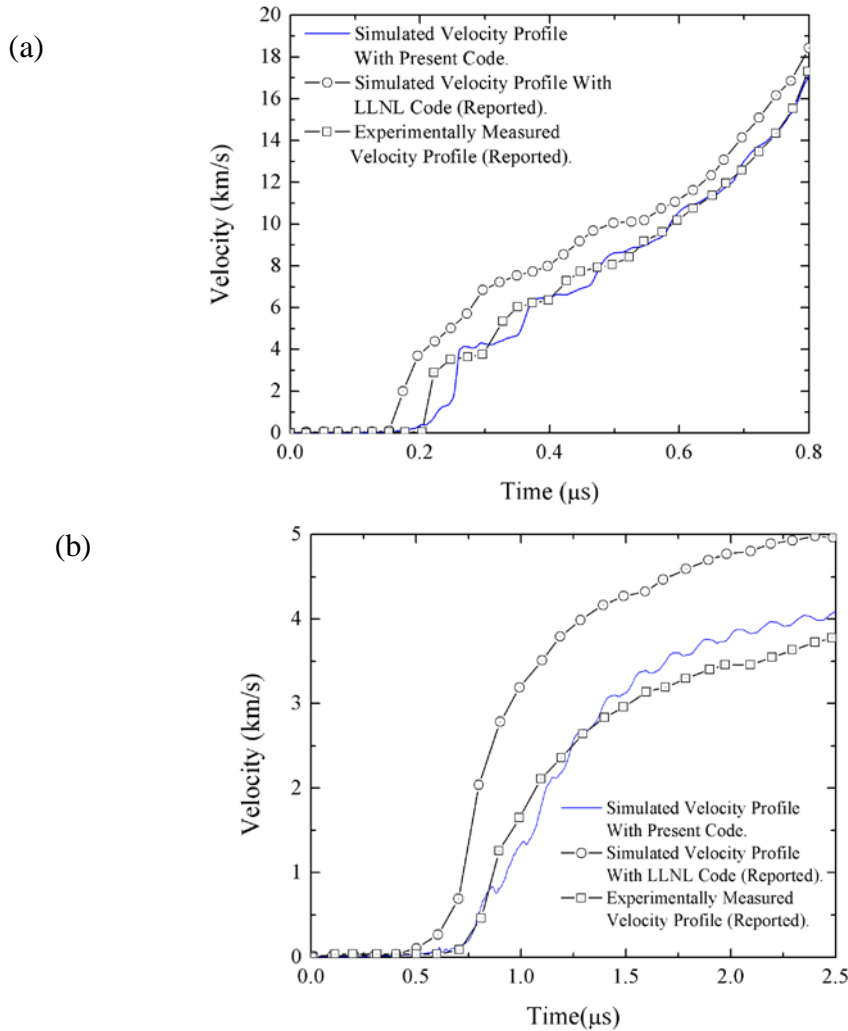 (a)
20
18
16
14
12
10
8
6
4
2
0
Velocity (km/s)
Simulated Velocity Profile
With Present Code.
Simulated Velocity Profile With
LLNL Code (Reported).
Experimentally Measured
Velocity Profile (Reported).
0.0 0.2 0.4 0.6 0.8
Time (μs)
(b)
5
4
3
2
1
0
Velocity (km/s)
Simulated Velocity Profile
With Present Code.
Simulated Velocity Profile
With LLNL Code (Reported).
Experimentally Measured
Velocity Profile (Reported).
0.0 0.5 1.0 1.5 2.0 2.5
Time(μs)